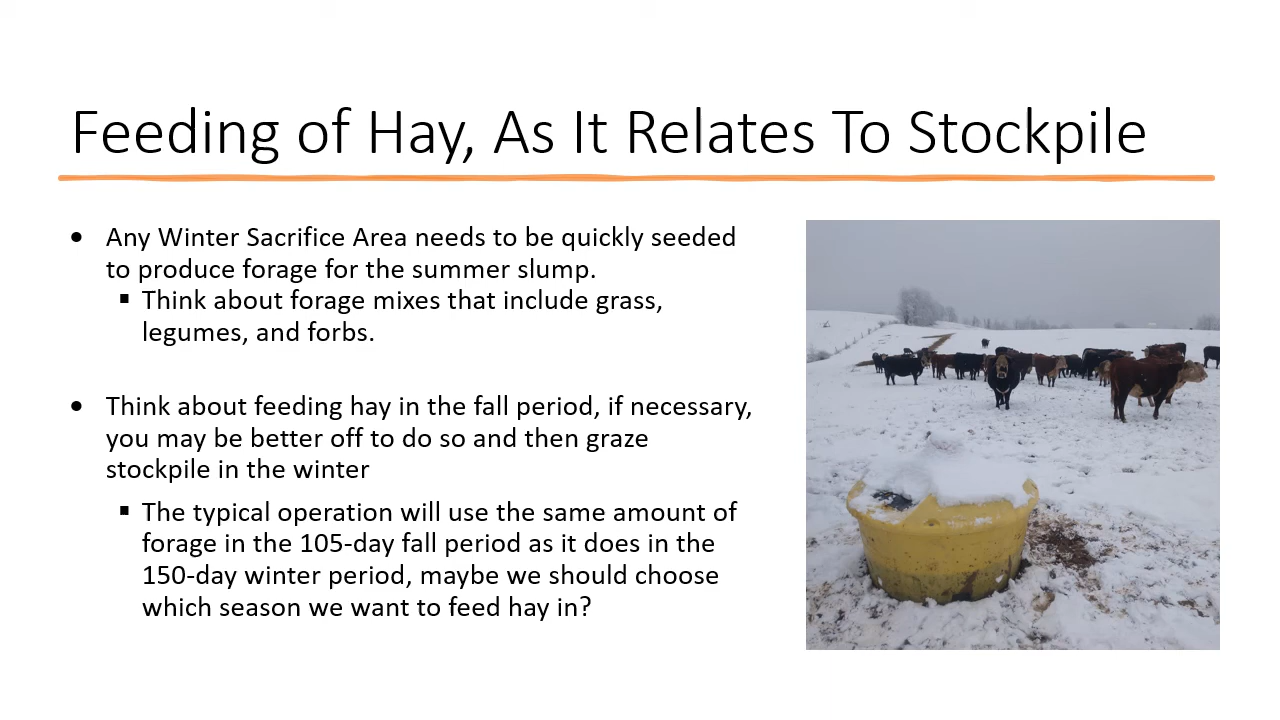 Feeding of Hay, As It Relates To Stockpile
• Any Winter Sacrifice Area needs to be quickly seeded
to produce forage for the summer slump.
▪ Think about forage mixes that include grass,
legumes, and forbs.
• Think about feeding hay in the fall period, if necessary,
you may be better off to do so and then graze
stockpile in the winter
▪ The typical operation will use the same amount of
forage in the 105-day fall period as it does in the
150-day winter period, maybe we should choose
which season we want to feed hay in?